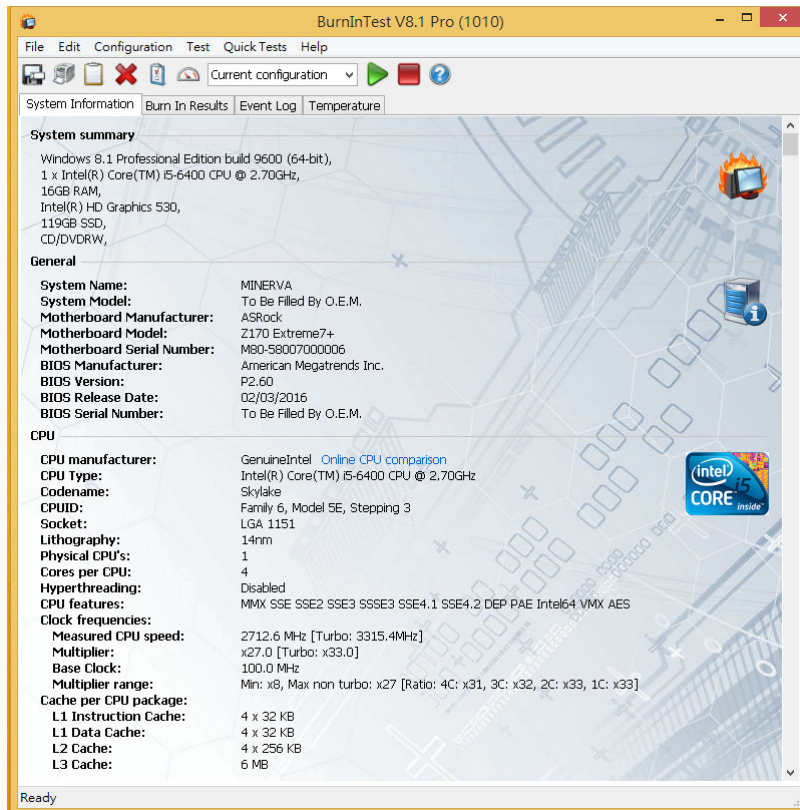 BurnInTest V8.1 Pro (1010)
File Edit Configuration Test Quick Tests Help
Current configuration
System Information Burn In Results Event Log Temperature
System summary
Windows 8.1 Professional Edition build 9600 (64-bit),
1 x Intel(R) Core(TM) i5-6400 CPU @ 2.70GHz,
16GB RAM,
Intel(R) HD Graphics 530,
119GB SSD,
CD/DVDRW,
General
System Name: MINERVA
System Model: To Be Filled By O.E.M.
Motherboard Manufacturer: ASRock
Motherboard Model: Z170 Extreme7+
Motherboard Serial Number: M80-58007000006
BIOS Manufacturer: American Megatrends Inc.
BIOS Version: P2.60
BIOS Release Date: 02/03/2016
BIOS Serial Number: To Be Filled By O.E.M.
CPU
CPU manufacturer: GenuineIntel Online CPU comparison
CPU Type: Intel(R) Core(TM) i5-6400 CPU @ 2.70GHz
Codename: Skylake
CPUID: Family 6, Model 5E, Stepping 3
Socket: LGA 1151
Lithography: 14nm
Physical CPU's: 1
Cores per CPU: 4
Hyperthreading: Disabled
CPU features: MMX SSE SSE2 SSE3 SSSE3 SSE4.1 SSE4.2 DEP PAE Intel64 VMX AES
Clock frequencies:
Measured CPU speed: 2712.6 MHz [Turbo: 3315.4MHz]
Multiplier: x27.0 [Turbo: x33.0]
Base Clock: 100.0 MHz
Multiplier range: Min: x8, Max non turbo: x27 [Ratio: 4C: x31, 3C: x32, 2C: x33, 1C: x33]
Cache per CPU package:
L1 Instruction Cache: 4 x 32 KB
L1 Data Cache: 4 x 32 KB
L2 Cache: 4 x 256 KB
L3 Cache: 6 MB
(intel)
CORE i5
inside™
Ready